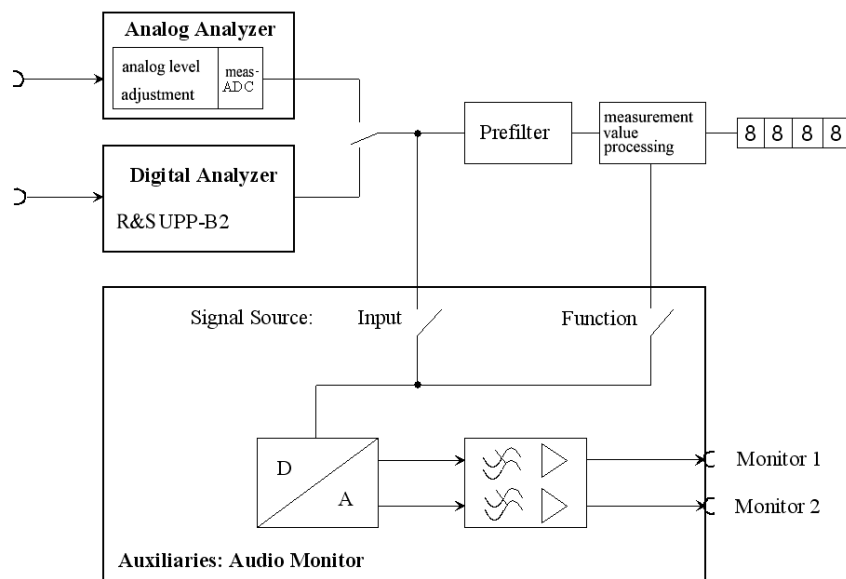 Analog Analyzer
analog level
adjustment
meas-
ADC
Digital Analyzer
R&S UPP-B2
Prefilter
measurement
value
processing
8 8 8 8
Signal Source: Input Function
D
A
Monitor 1
Monitor 2
Auxiliaries: Audio Monitor